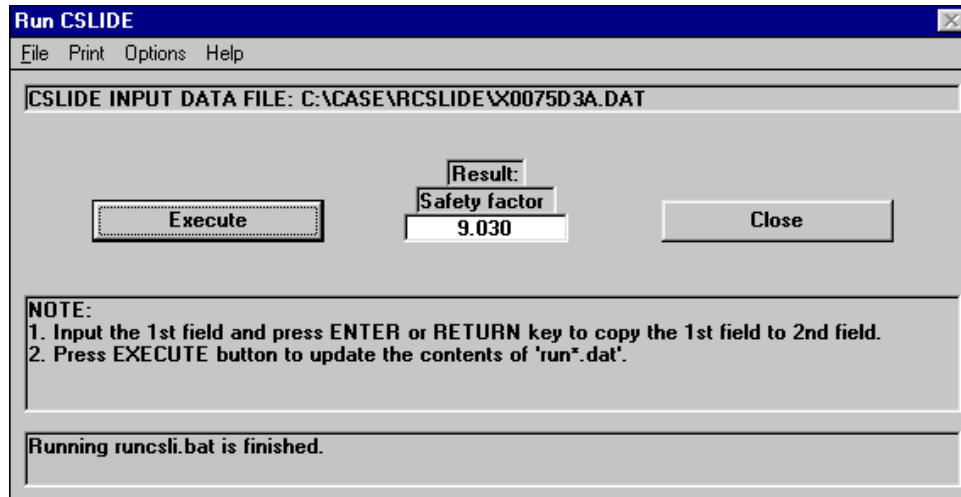 Run CSLIDE
File Print Options Help
CSLIDE INPUT DATA FILE: C:\CASE\RCSLIDE\X0075D3A.DAT
Result:
Safety factor
Execute 9.030 Close
NOTE:
1. Input the 1st field and press ENTER or RETURN key to copy the 1st field to 2nd field.
2. Press EXECUTE button to update the contents of 'run*.dat'.
Running runcsli.bat is finished.